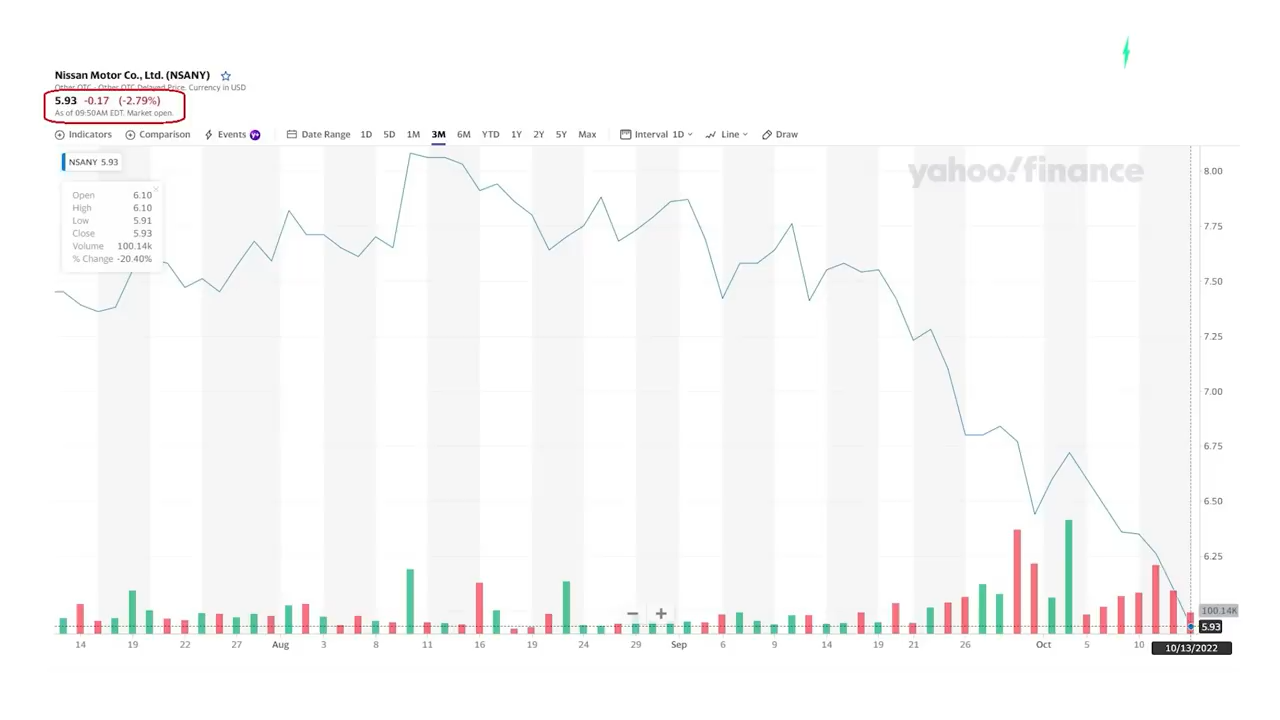 Nissan Motor Co., Ltd. (NSANY)
Other OTC - Other OTC Delayed Price. Currency in USD
5.93 -0.17 (-2.79%)
As of 09:50AM EDT. Market open.
Indicators Comparison Events Y+ Date Range 1D 5D 1M 3M 6M YTD 1Y 2Y 5Y Max Interval 1D Line Draw
NSANY 5.93
yahoo!finance
8.00
Open 6.10
High 6.10
Low 5.91
Close 5.93
Volume 100.14k
% Change -20.40%
7.75
7.50
7.25
7.00
6.75
6.50
6.25
100.14K
5.93
14 19 22 27 Aug 3 8 11 16 19 24 29 Sep 6 9 14 19 21 26 Oct 5 10 10/13/2022